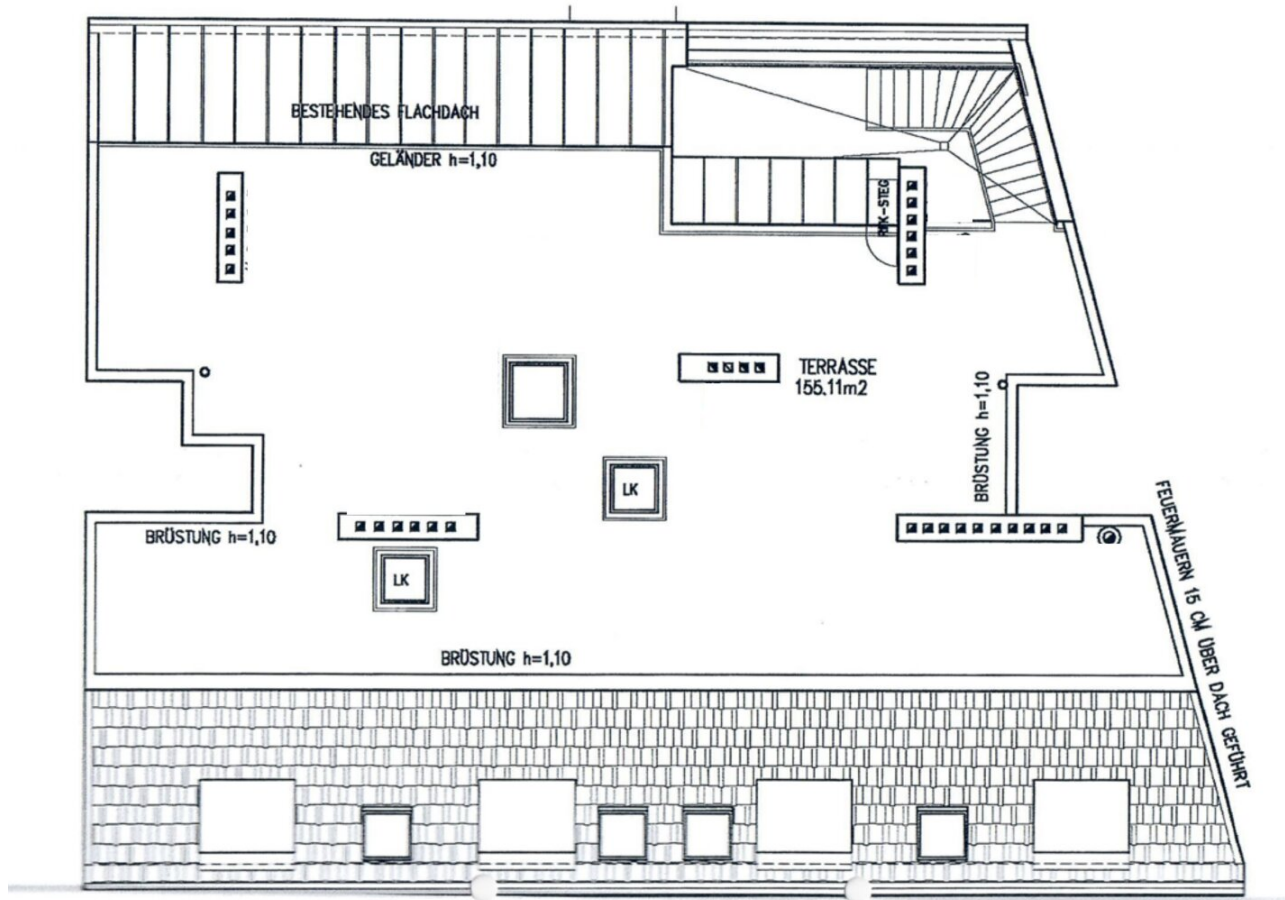 BESTEHENDES FLACHDACH
GELÄNDER h=1,10
RFK-STEG
TERRASSE
155.11m2
BRÜSTUNG h=1,10
LK
BRÜSTUNG h=1,10
LK
BRÜSTUNG h=1,10
FEUERMAUERN 15 CM ÜBER DACH GEFÜHRT